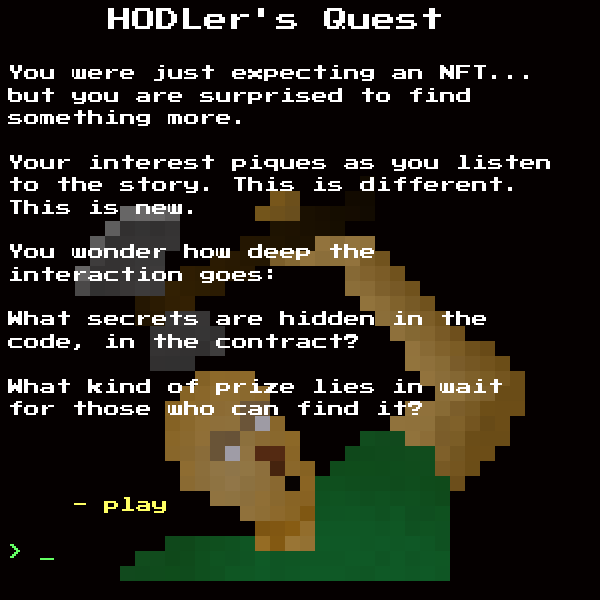 HODLer's Quest
You were just expecting an NFT...
but you are surprised to find
something more.
Your interest piques as you listen
to the story. This is different.
This is new.
You wonder how deep the
interaction goes:
What secrets are hidden in the
code, in the contract?
What kind of prize lies in wait
for those who can find it?
- play
> _